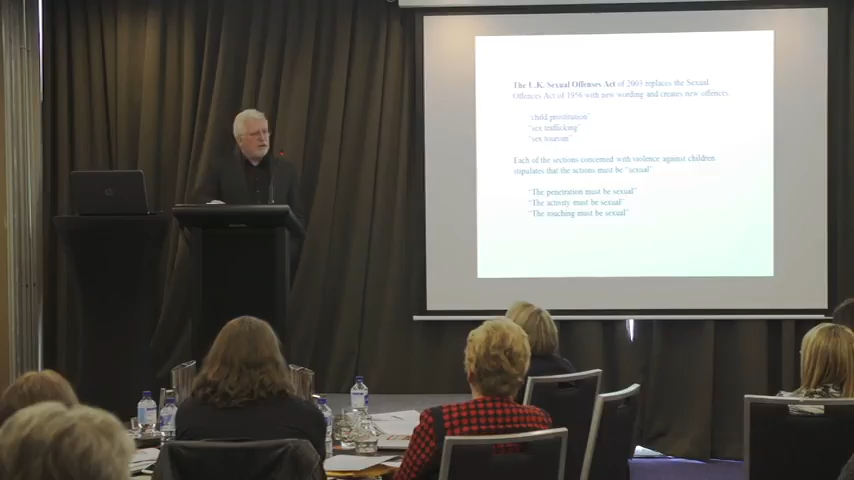 The U.K. Sexual Offenses Act of 2003 replaces the Sexual
Offences Act of 1956 with new wording and creates new offences:
"child prostitution"
"sex trafficking"
"sex tourism"
Each of the sections concerned with violence against children
stipulates that the actions must be "sexual"
"The penetration must be sexual"
"The activity must be sexual"
"The touching must be sexual"